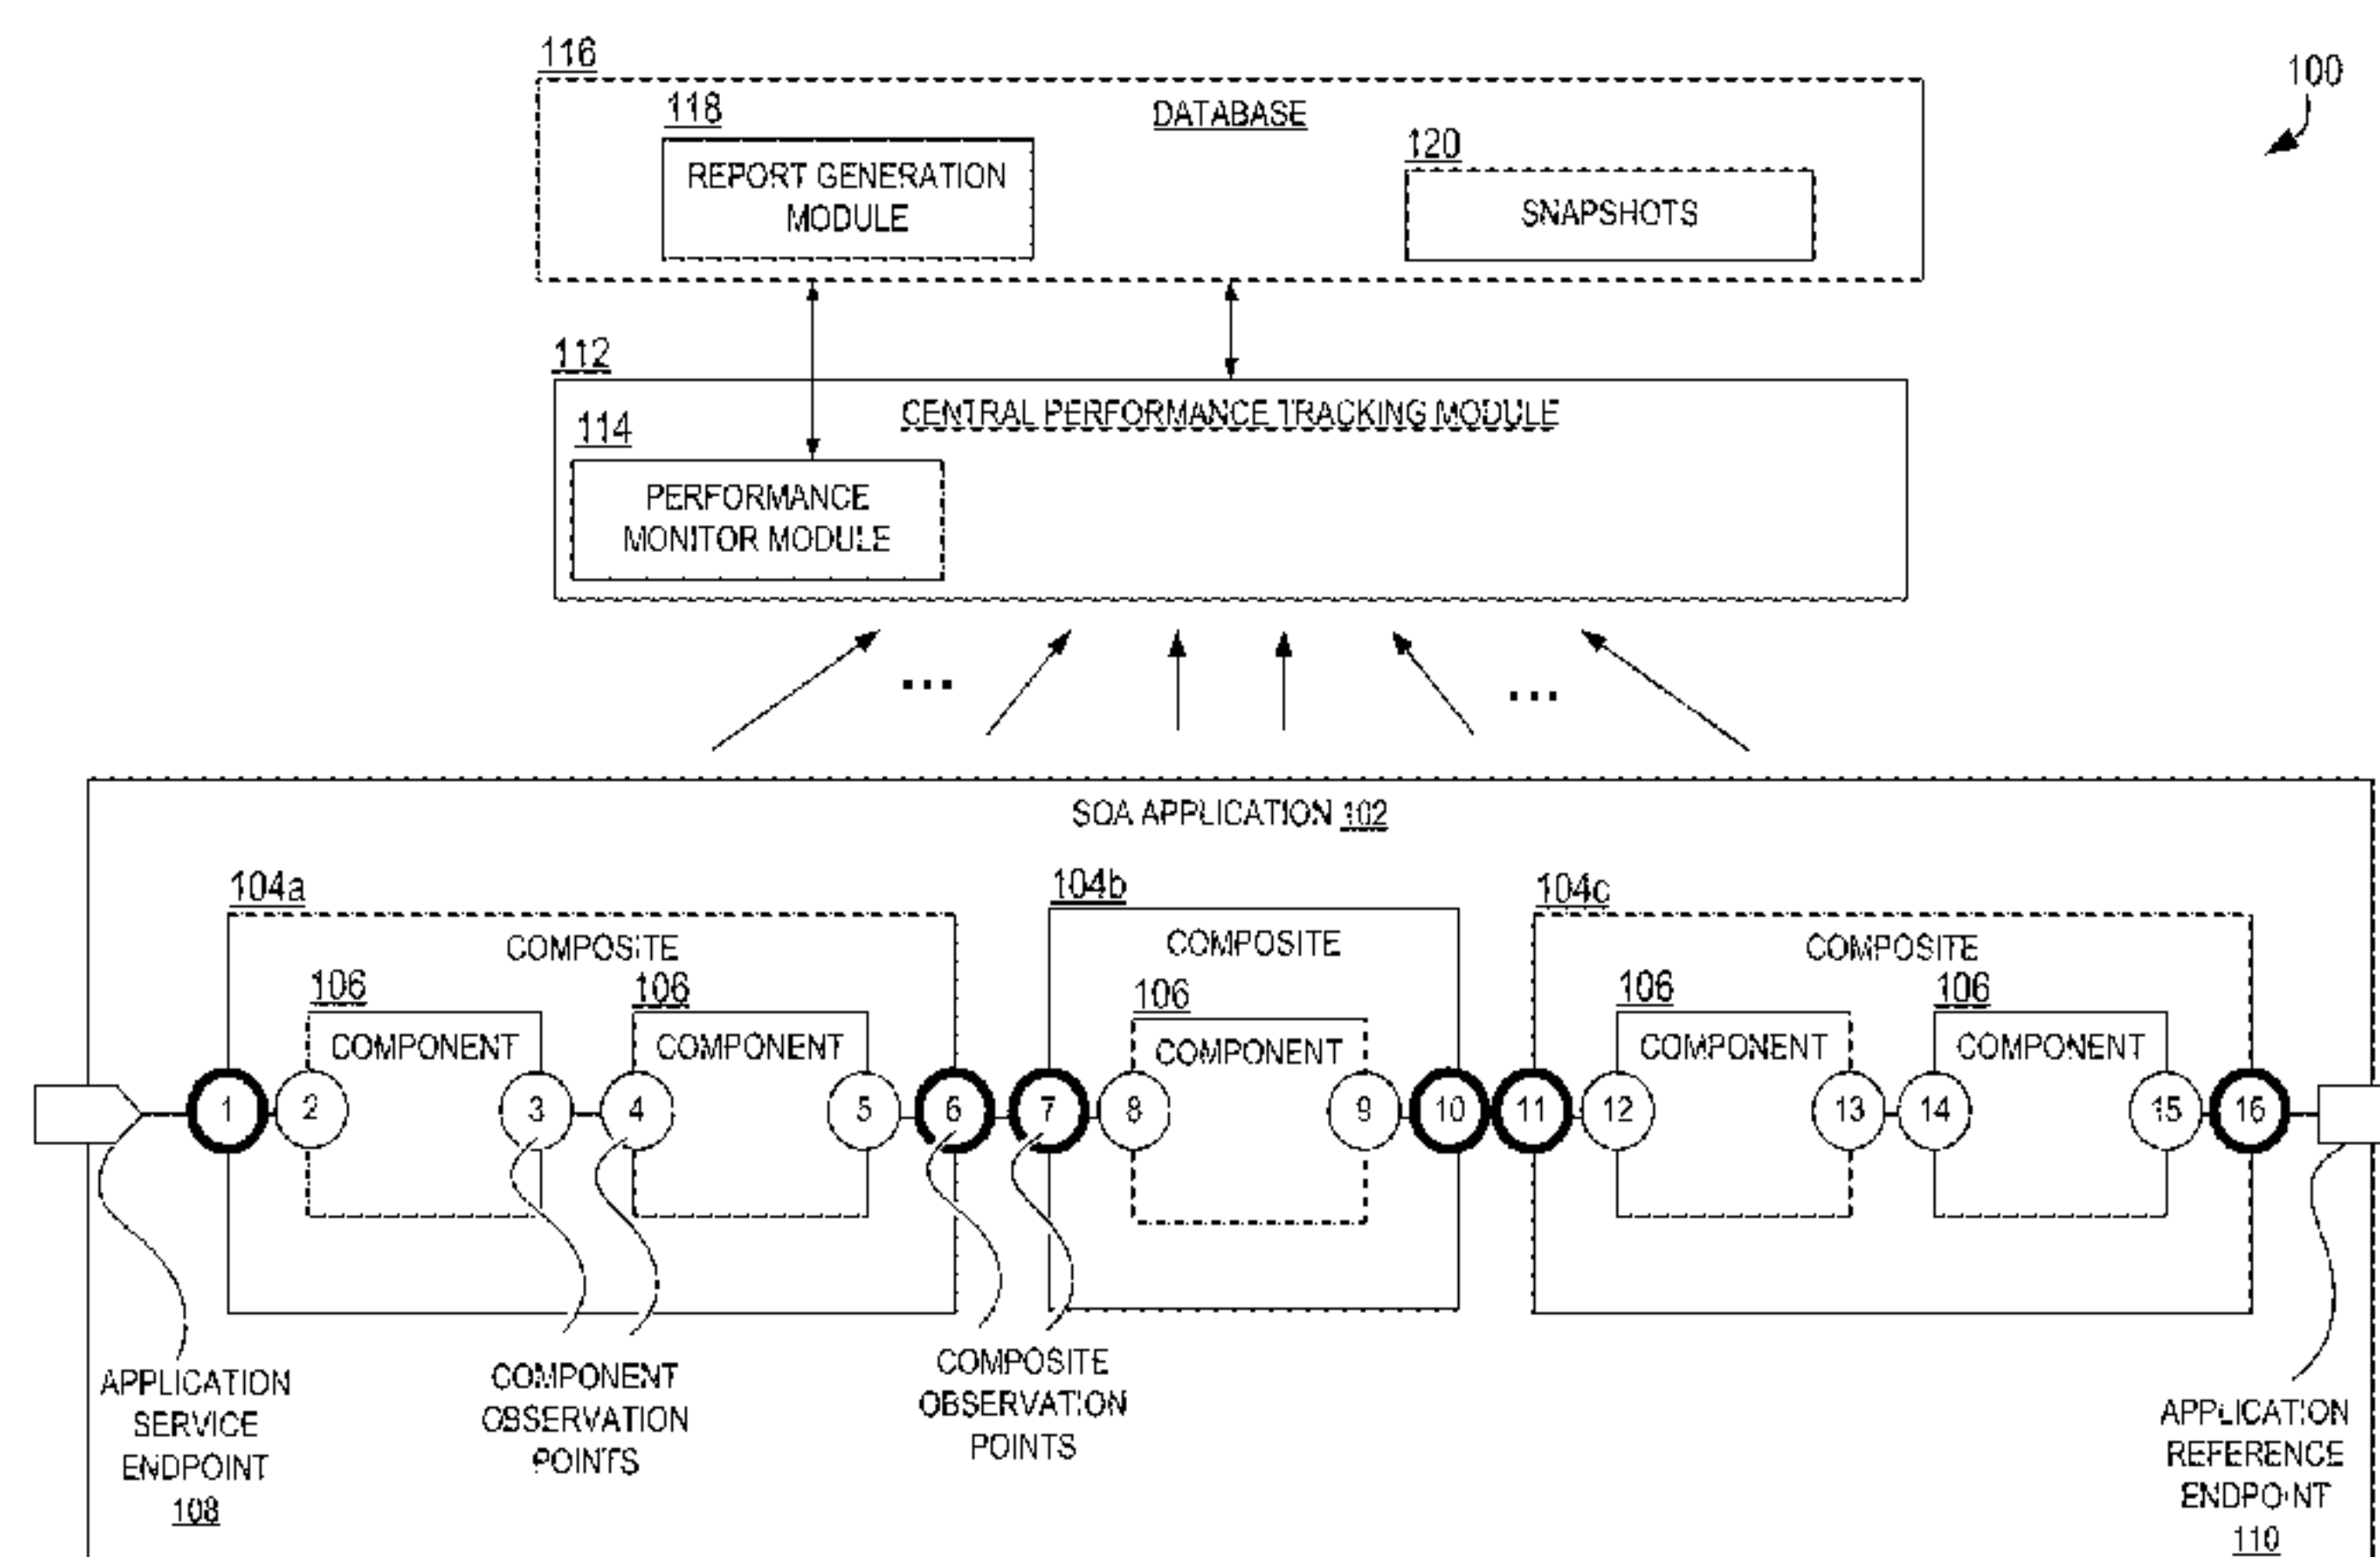 100
116
DATABASE
118
REPORT GENERATION
MODULE
120
SNAPSHOTS
112
CENTRAL PERFORMANCE TRACKING MODULE
114
PERFORMANCE
MONITOR MODULE
...
...
SOA APPLICATION 102
104a
COMPOSITE
106
COMPONENT
106
COMPONENT
104b
COMPOSITE
106
COMPONENT
104c
COMPOSITE
106
COMPONENT
106
COMPONENT
1 2 3 4 5 6 7 8 9 10 11 12 13 14 15 16
APPLICATION
SERVICE
ENDPOINT
108
COMPONENT
OBSERVATION
POINTS
COMPOSITE
OBSERVATION
POINTS
APPLICATION
REFERENCE
ENDPOINT
110